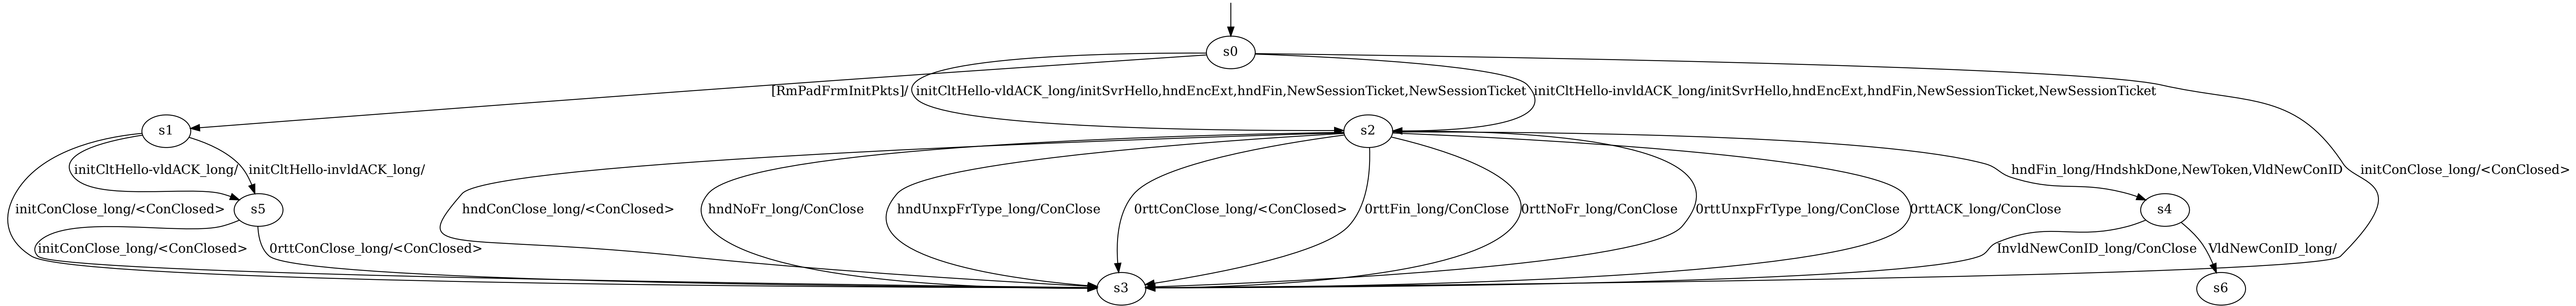 s0
[RmPadFrmInitPkts]/
initCltHello-vldACK_long/initSvrHello,hndEncExt,hndFin,NewSessionTicket,NewSessionTicket
initCltHello-invldACK_long/initSvrHello,hndEncExt,hndFin,NewSessionTicket,NewSessionTicket
s1
s2
initCltHello-vldACK_long/
initCltHello-invldACK_long/
hndFin_long/HndshkDone,NewToken,VldNewConID
initConClose_long/<ConClosed>
initConClose_long/<ConClosed>
s5
hndConClose_long/<ConClosed>
hndNoFr_long/ConClose
hndUnxpFrType_long/ConClose
0rttConClose_long/<ConClosed>
0rttFin_long/ConClose
0rttNoFr_long/ConClose
0rttUnxpFrType_long/ConClose
0rttACK_long/ConClose
s4
initConClose_long/<ConClosed>
0rttConClose_long/<ConClosed>
InvldNewConID_long/ConClose
VldNewConID_long/
s3
s6